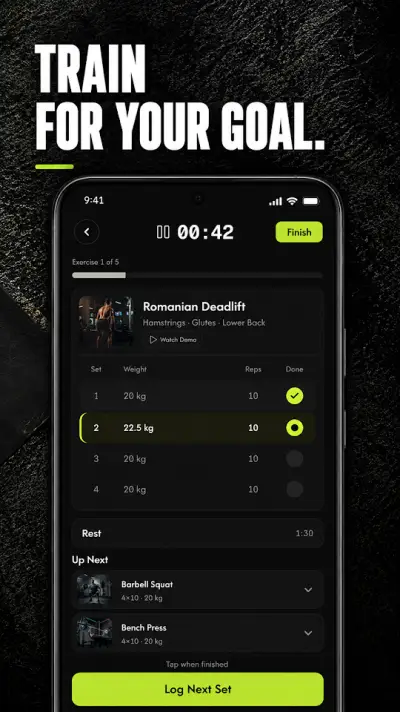 TRAIN
FOR YOUR GOAL.
9:41
00:42
Finish
Exercise 1 of 5
Romanian Deadlift
Hamstrings · Glutes · Lower Back
Watch Demo
Set Weight Reps Done
1 20 kg 10
2 22.5 kg 10
3 20 kg 10
4 20 kg 10
Rest 1:30
Up Next
Barbell Squat
4×10 · 20 kg
Bench Press
4×10 · 20 kg
Tap when finished
Log Next Set